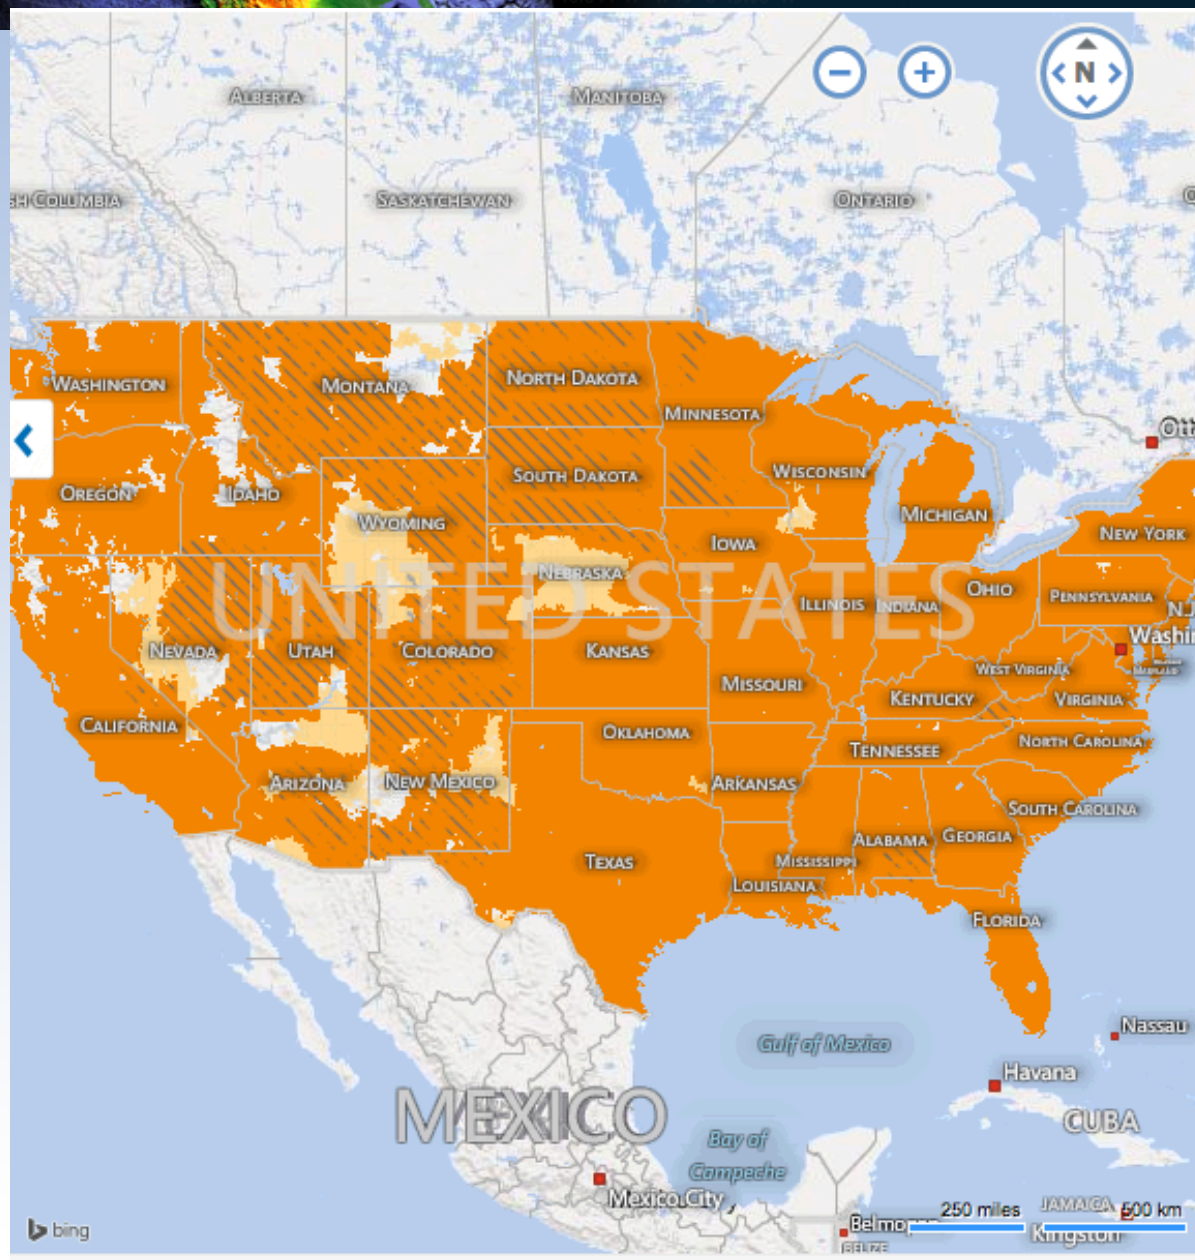 ALBERTA
MANITOBA
N
SH COLUMBIA
SASKATCHEWAN
ONTARIO
WASHINGTON
MONTANA
NORTH DAKOTA
MINNESOTA
OREGON
IDAHO
SOUTH DAKOTA
WISCONSIN
MICHIGAN
WYOMING
IOWA
NEW YORK
NEBRASKA
UNITED STATES
OHIO
PENNSYLVANIA
ILLINOIS
INDIANA
N.J
Washin
NEVADA
UTAH
COLORADO
KANSAS
MISSOURI
WEST VIRGINIA
KENTUCKY
VIRGINIA
CALIFORNIA
OKLAHOMA
TENNESSEE
NORTH CAROLINA
ARIZONA
NEW MEXICO
ARKANSAS
SOUTH CAROLINA
ALABAMA
GEORGIA
TEXAS
MISSISSIPPI
LOUISIANA
FLORIDA
Nassau
Gulf of Mexico
Havana
MEXICO
CUBA
Bay of
Campeche
Mexico City
bing
250 miles
JAMAICA
500 km
Kingston
BELIZE